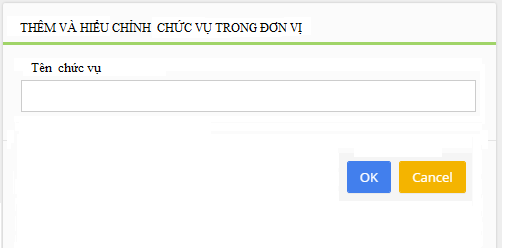 THÊM VÀ HIỆU CHỈNH CHỨC VỤ TRONG ĐƠN VỊ
Tên chức vụ
OK Cancel